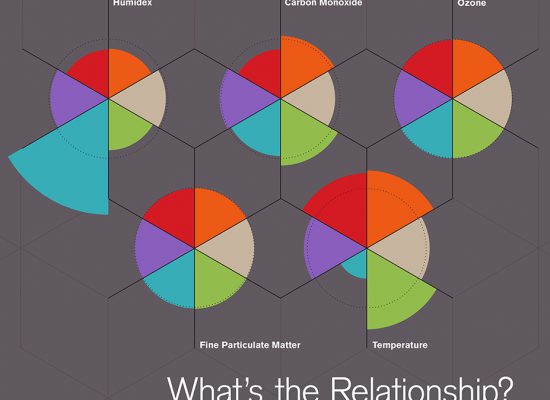 Humidex
Carbon Monoxide
Ozone
Fine Particulate Matter
Temperature
What's the Relationship?